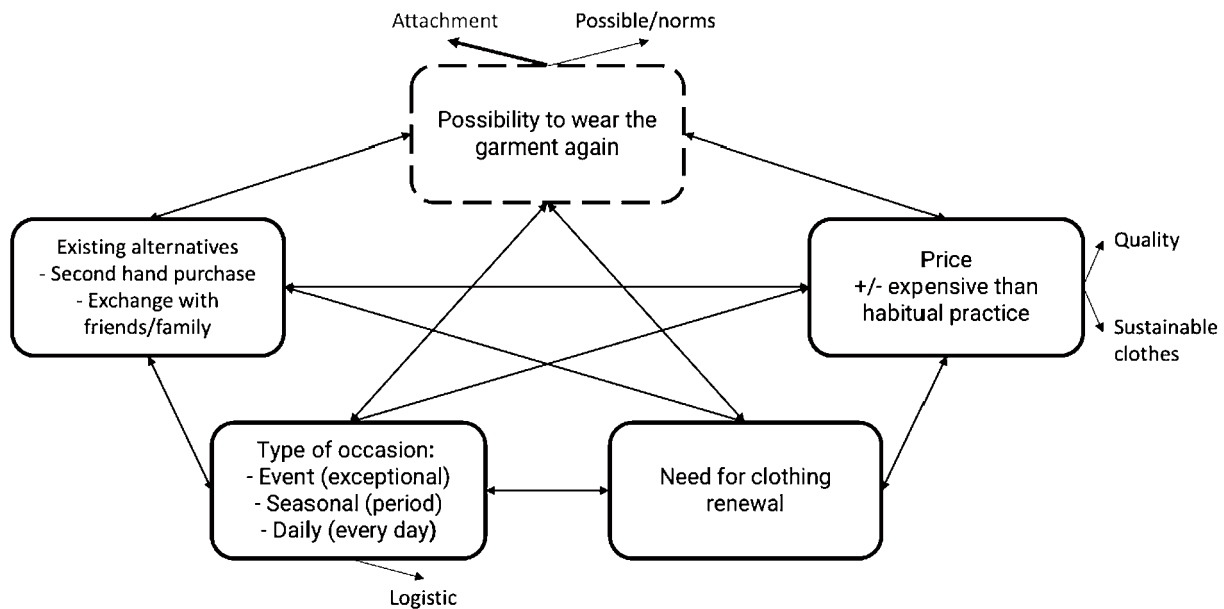 Attachment
Possible/norms
Possibility to wear the
garment again
Existing alternatives
- Second hand purchase
- Exchange with
friends/family
Price
+/- expensive than
habitual practice
Quality
Sustainable
clothes
Type of occasion:
- Event (exceptional)
- Seasonal (period)
- Daily (every day)
Need for clothing
renewal
Logistic